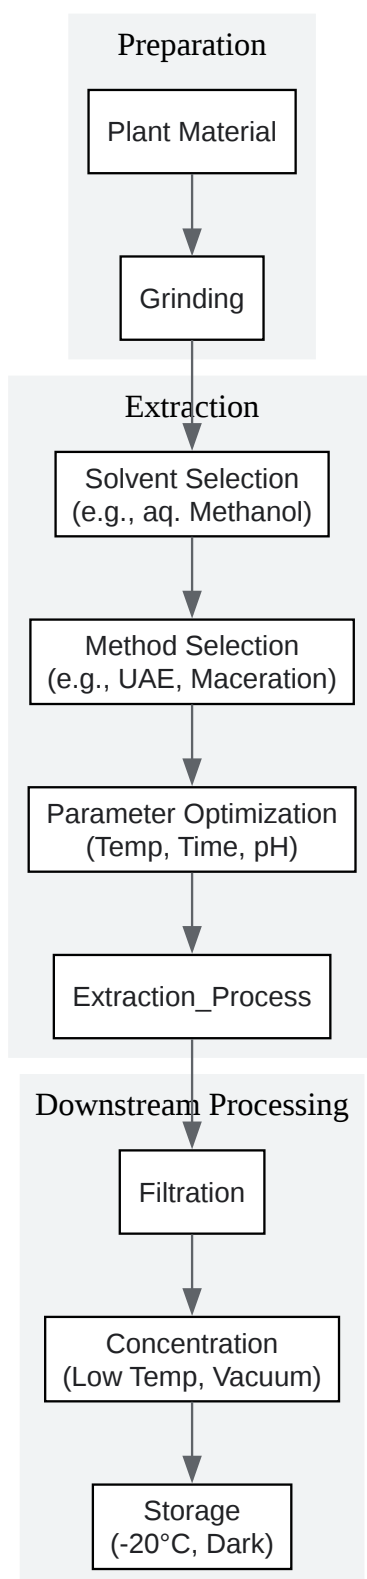 Preparation
Plant Material
Grinding
Extraction
Solvent Selection
(e.g., aq. Methanol)
Method Selection
(e.g., UAE, Maceration)
Parameter Optimization
(Temp, Time, pH)
Extraction_Process
Downstream Processing
Filtration
Concentration
(Low Temp, Vacuum)
Storage
(-20°C, Dark)